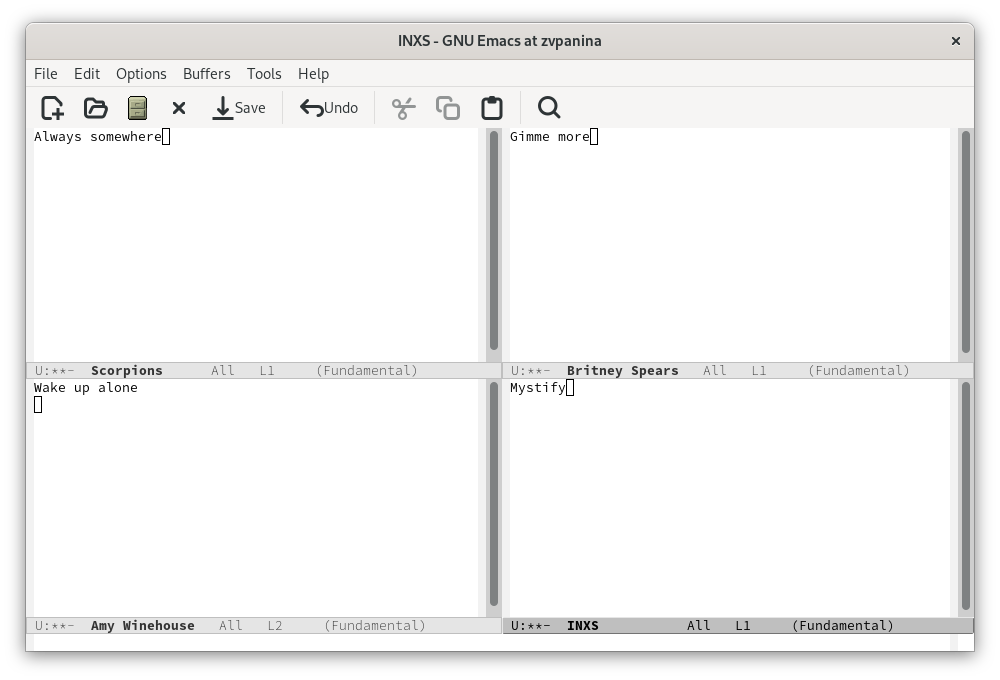 INXS - GNU Emacs at zvpanina
File Edit Options Buffers Tools Help
Save Undo
Always somewhere
U:**- Scorpions All L1 (Fundamental)
Gimme more
U:**- Britney Spears All L1 (Fundamental)
Wake up alone
U:**- Amy Winehouse All L2 (Fundamental)
Mystify
U:**- INXS All L1 (Fundamental)